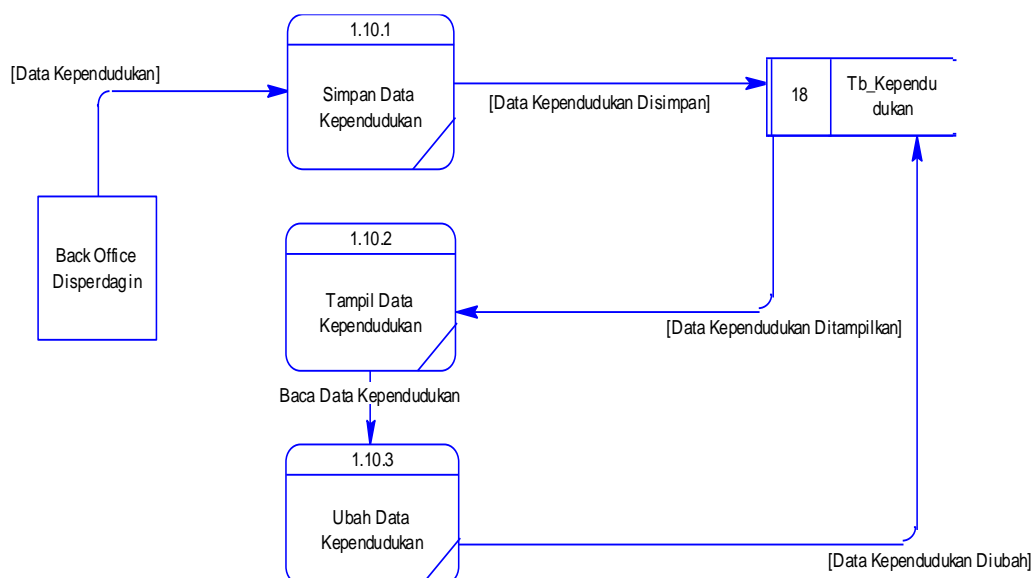 1.10.1
[Data Kependudukan]
Simpan Data
Kependudukan
[Data Kependudukan Disimpan]
18
Tb_Kependu
dukan
Back Office
Disperdagin
1.10.2
Tampil Data
Kependudukan
[Data Kependudukan Ditampilkan]
Baca Data Kependudukan
1.10.3
Ubah Data
Kependudukan
[Data Kependudukan Diubah]